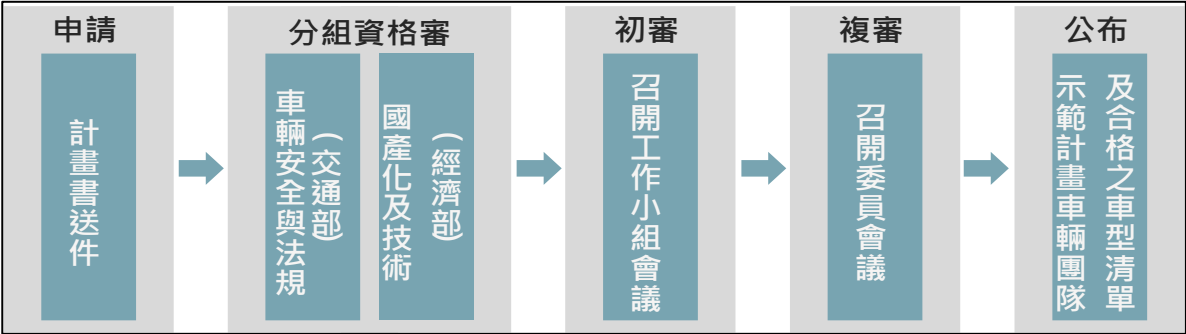 申請
計畫書送件
分組資格審
車輛安全與法規
(交通部)
國產化及技術
(經濟部)
初審
召開工作小組會議
複審
召開委員會議
公布
示範計畫車輛團隊
及合格之車型清單